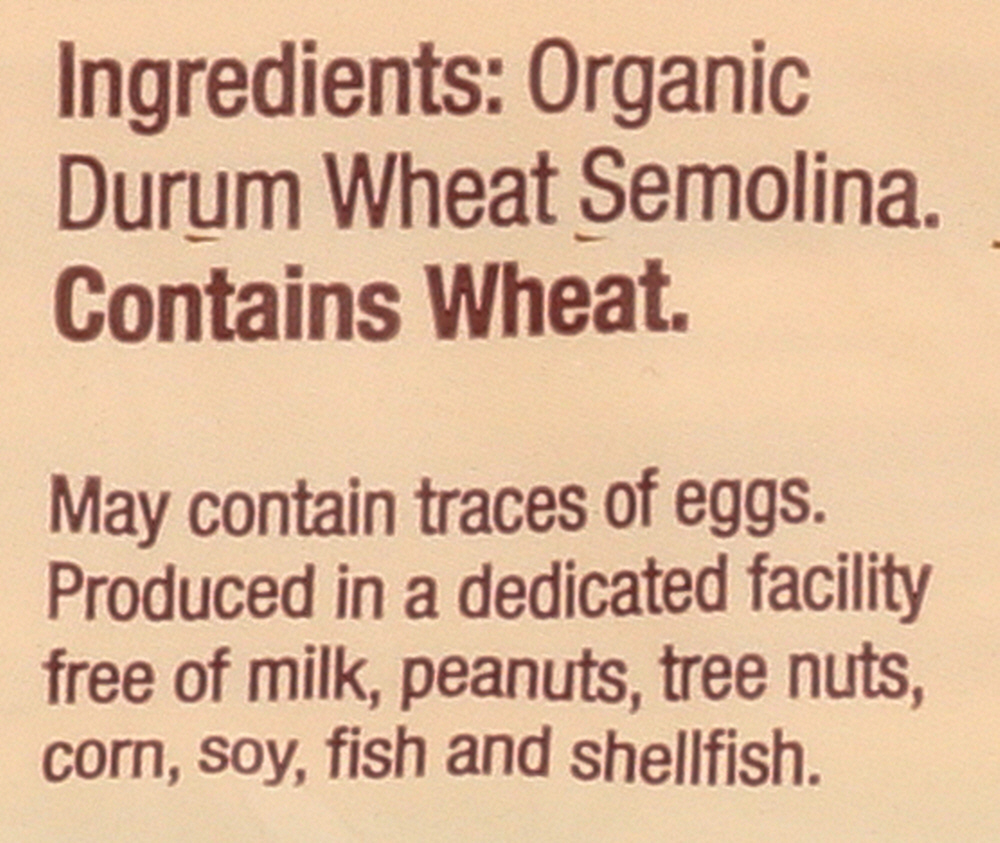 Ingredients: Organic
Durum Wheat Semolina.
Contains Wheat.
May contain traces of eggs.
Produced in a dedicated facility
free of milk, peanuts, tree nuts,
corn, soy, fish and shellfish.